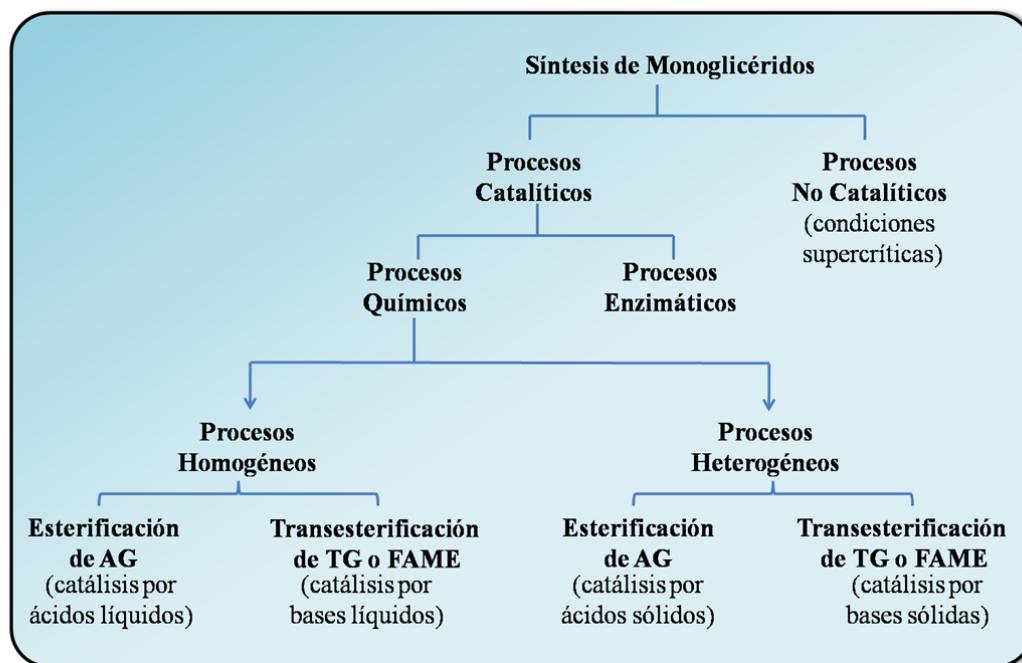 Síntesis de Monoglicéridos
Procesos
Catalíticos
Procesos
No Catalíticos
(condiciones
supercríticas)
Procesos
Químicos
Procesos
Enzimáticos
Procesos
Homogéneos
Procesos
Heterogéneos
Esterificación
de AG
(catálisis por
ácidos líquidos)
Transesterificación
de TG o FAME
(catálisis por
bases líquidos)
Esterificación
de AG
(catálisis por
ácidos sólidos)
Transesterificación
de TG o FAME
(catálisis por
bases sólidas)